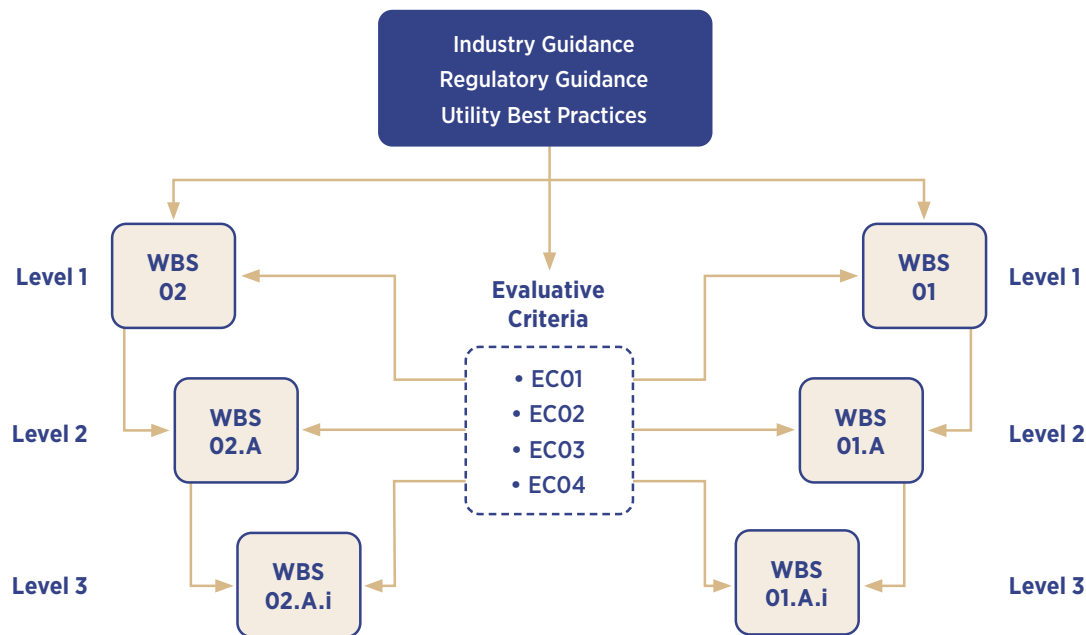 Industry Guidance
Regulatory Guidance
Utility Best Practices
Level 1
WBS
02
Evaluative
Criteria
WBS
01
Level 1
• EC01
• EC02
• EC03
• EC04
Level 2
WBS
02.A
WBS
01.A
Level 2
Level 3
WBS
02.A.i
WBS
01.A.i
Level 3